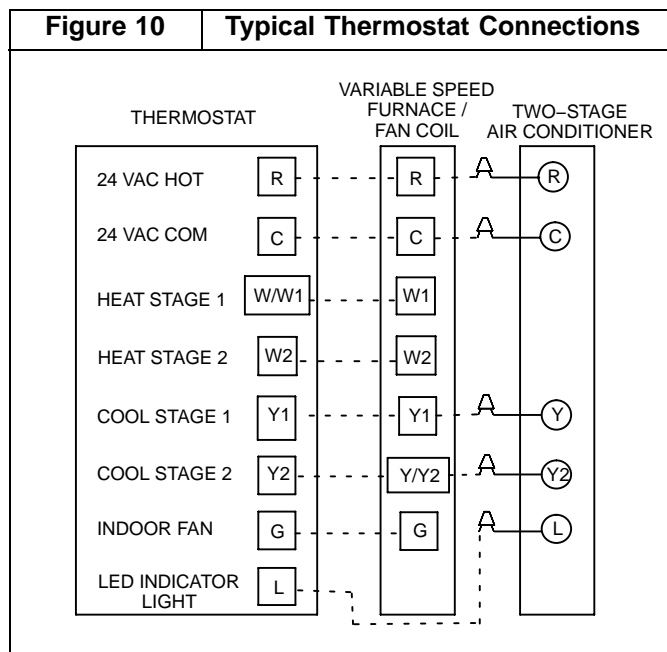 Figure 10 Typical Thermostat Connections
THERMOSTAT
VARIABLE SPEED
FURNACE /
FAN COIL
TWO–STAGE
AIR CONDITIONER
24 VAC HOT R R R
24 VAC COM C C C
HEAT STAGE 1 W/W1 W1
HEAT STAGE 2 W2 W2
COOL STAGE 1 Y1 Y1 Y
COOL STAGE 2 Y2 Y/Y2 Y2
INDOOR FAN G G L
LED INDICATOR
LIGHT L